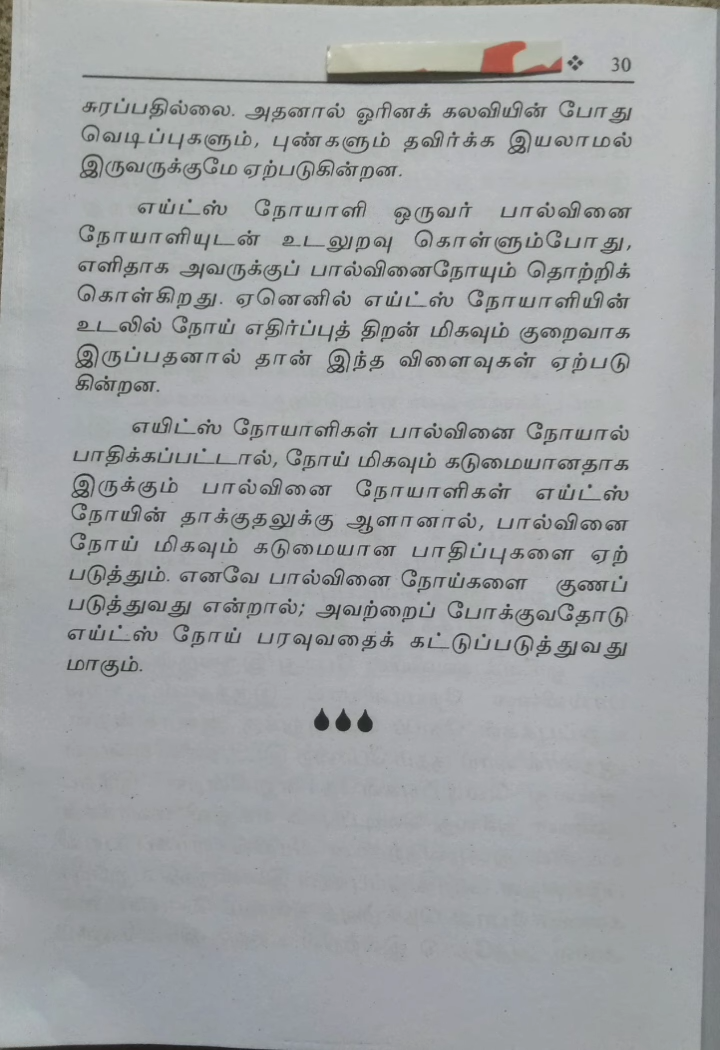 ❖ 30
சுரப்பதில்லை. அதனால் ஓரினக் கலவியின் போது
வெடிப்புகளும், புண்களும் தவிர்க்க இயலாமல்
இருவருக்குமே ஏற்படுகின்றன.
எய்ட்ஸ் நோயாளி ஒருவர் பால்வினை
நோயாளியுடன் உடலுறவு கொள்ளும்போது,
எளிதாக அவருக்குப் பால்வினைநோயும் தொற்றிக்
கொள்கிறது. ஏனெனில் எய்ட்ஸ் நோயாளியின்
உடலில் நோய் எதிர்ப்புத் திறன் மிகவும் குறைவாக
இருப்பதனால் தான் இந்த விளைவுகள் ஏற்படு
கின்றன.
எயிட்ஸ் நோயாளிகள் பால்வினை நோயால்
பாதிக்கப்பட்டால், நோய் மிகவும் கடுமையானதாக
இருக்கும் பால்வினை நோயாளிகள் எய்ட்ஸ்
நோயின் தாக்குதலுக்கு ஆளானால், பால்வினை
நோய் மிகவும் கடுமையான பாதிப்புகளை ஏற்
படுத்தும். எனவே பால்வினை நோய்களை குணப்
படுத்துவது என்றால்; அவற்றைப் போக்குவதோடு
எய்ட்ஸ் நோய் பரவுவதைக் கட்டுப்படுத்துவது
மாகும்.